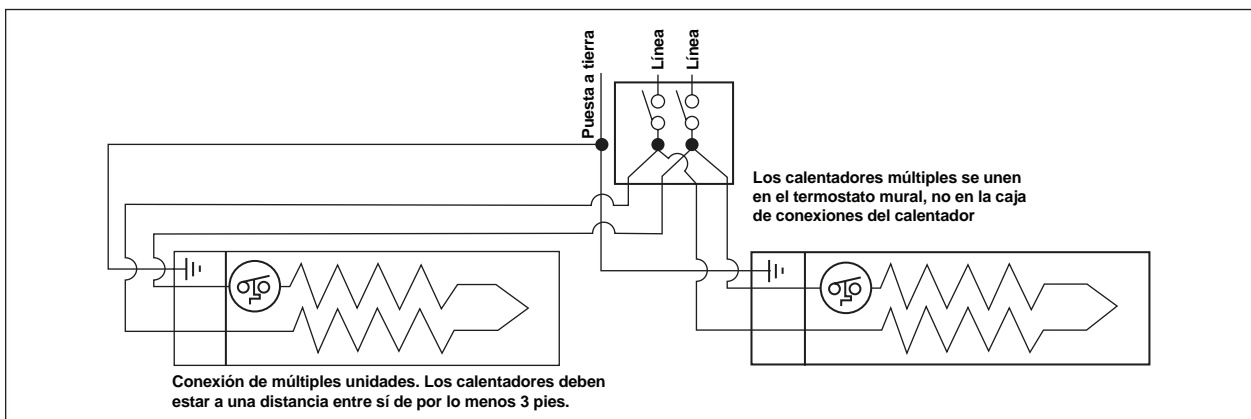 Puesta a tierra
Línea
Línea
Los calentadores múltiples se unen
en el termostato mural, no en la caja
de conexiones del calentador
Conexión de múltiples unidades. Los calentadores deben
estar a una distancia entre sí de por lo menos 3 pies.